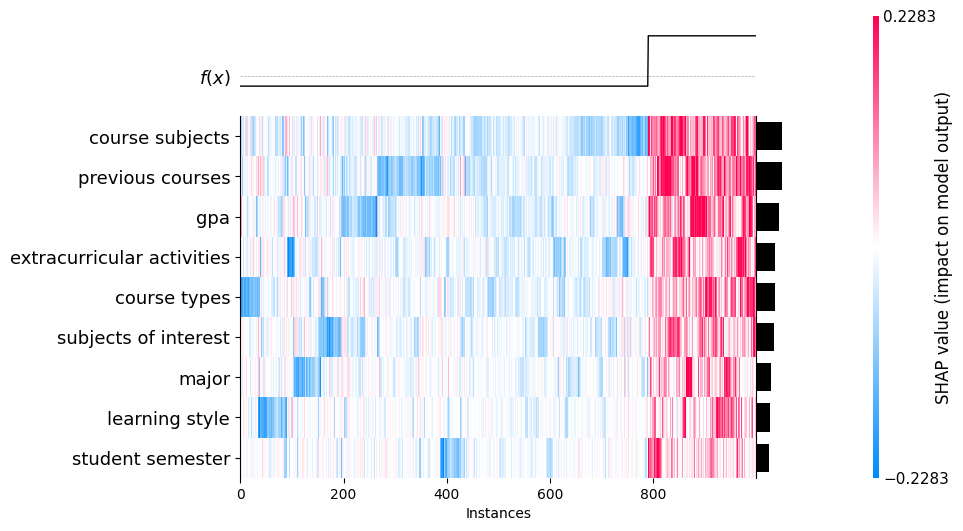 0.2283
f(x)
course subjects
previous courses
gpa
extracurricular activities
course types
subjects of interest
major
learning style
student semester
0 200 400 600 800
Instances
SHAP value (impact on model output)
−0.2283